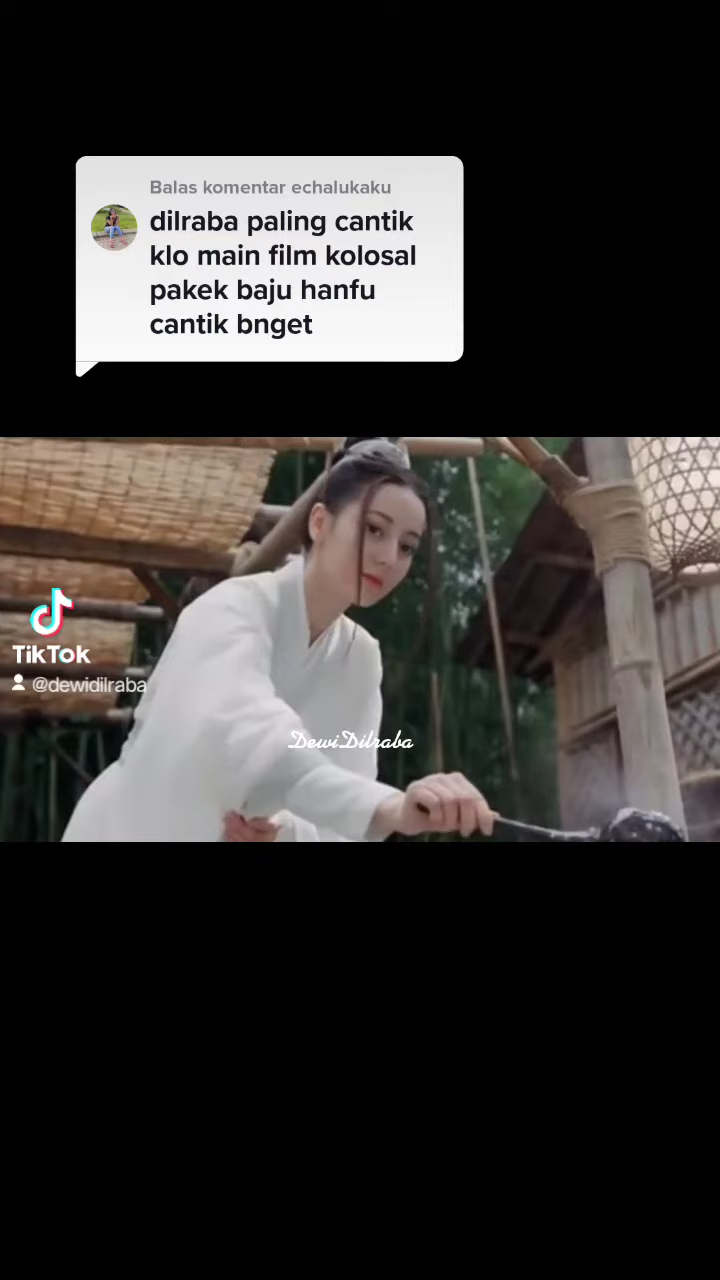 Balas komentar echalukaku
dilraba paling cantik
klo main film kolosal
pakek baju hanfu
cantik bnget
TikTok
@dewidilraba
DewiDilraba